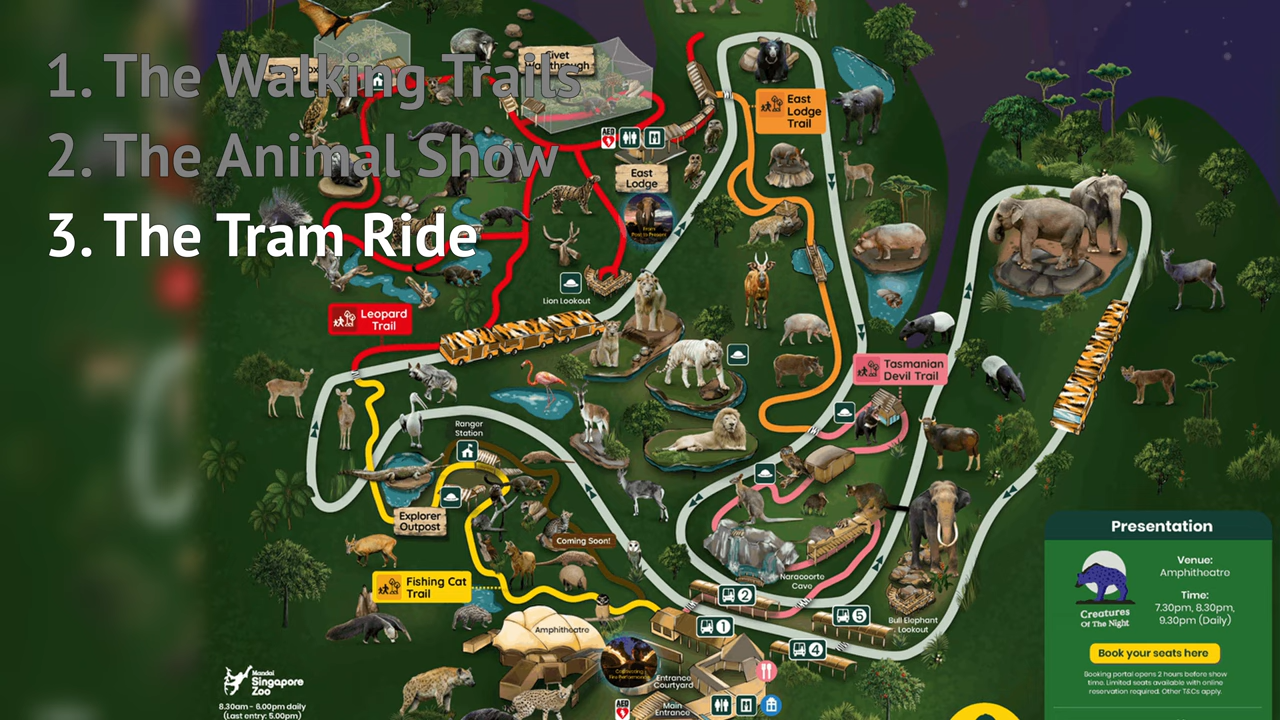 1. The Walking Trails
2. The Animal Show
3. The Tram Ride
East
Lodge
Trail
AED
East
Lodge
Lion Lookout
Leopard
Trail
Tasmanian
Devil Trail
Ranger
Station
Explorer
Outpost
Coming Soon!
Fishing Cat
Trail
Naracoorte
Cave
2
1
5
4
Bull Elephant
Lookout
Amphitheatre
Entrance
Courtyard
Main
Entrance
AED
Mandai
Singapore
Zoo
8.30am - 6.00pm daily
(Last entry: 5.00pm)
Presentation
Creatures
Of The Night
Venue:
Amphitheatre
Time:
7.30pm, 8.30pm,
9.30pm (Daily)
Book your seats here
Booking portal opens 2 hours before show
time. Limited seats available with online
reservation required. Other T&Cs apply.